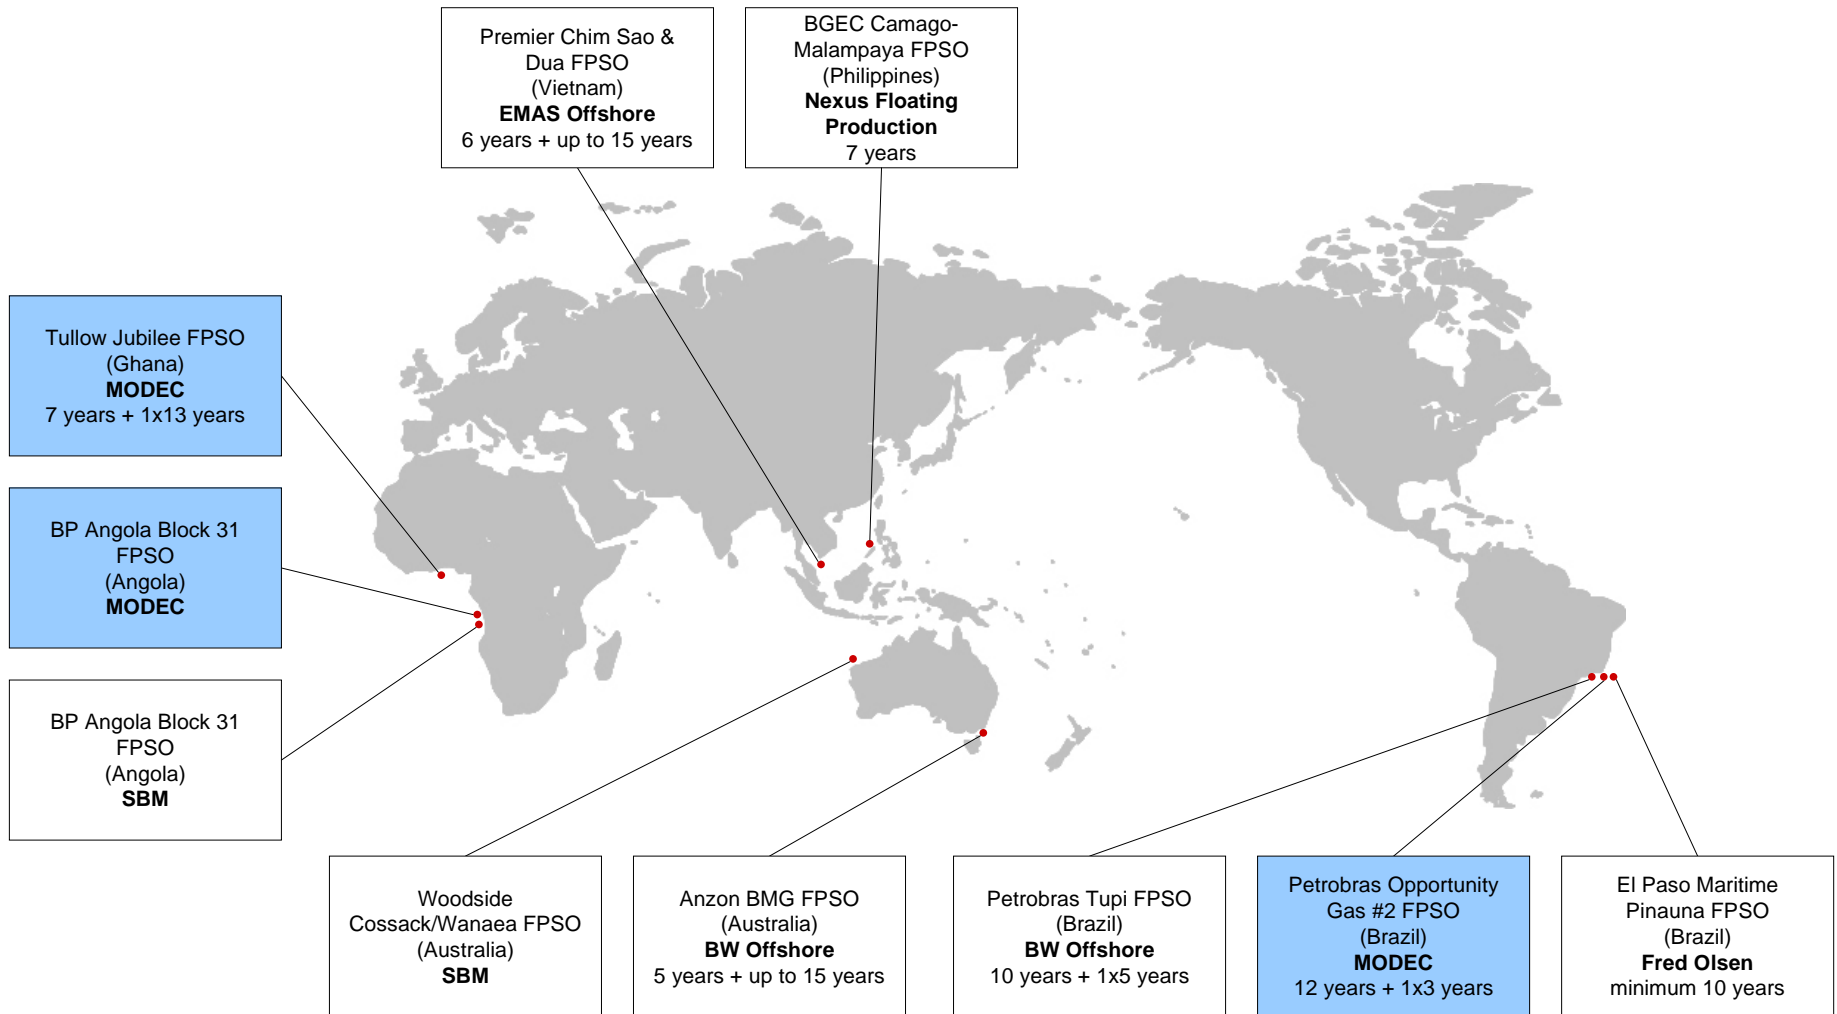 Premier Chim Sao &
Dua FPSO
(Vietnam)
EMAS Offshore
6 years + up to 15 years
BGEC Camago-
Malampaya FPSO
(Philippines)
Nexus Floating
Production
7 years
Tullow Jubilee FPSO
(Ghana)
MODEC
7 years + 1x13 years
BP Angola Block 31
FPSO
(Angola)
MODEC
BP Angola Block 31
FPSO
(Angola)
SBM
Woodside
Cossack/Wanaea FPSO
(Australia)
SBM
Anzon BMG FPSO
(Australia)
BW Offshore
5 years + up to 15 years
Petrobras Tupi FPSO
(Brazil)
BW Offshore
10 years + 1x5 years
Petrobras Opportunity
Gas #2 FPSO
(Brazil)
MODEC
12 years + 1x3 years
El Paso Maritime
Pinauna FPSO
(Brazil)
Fred Olsen
minimum 10 years